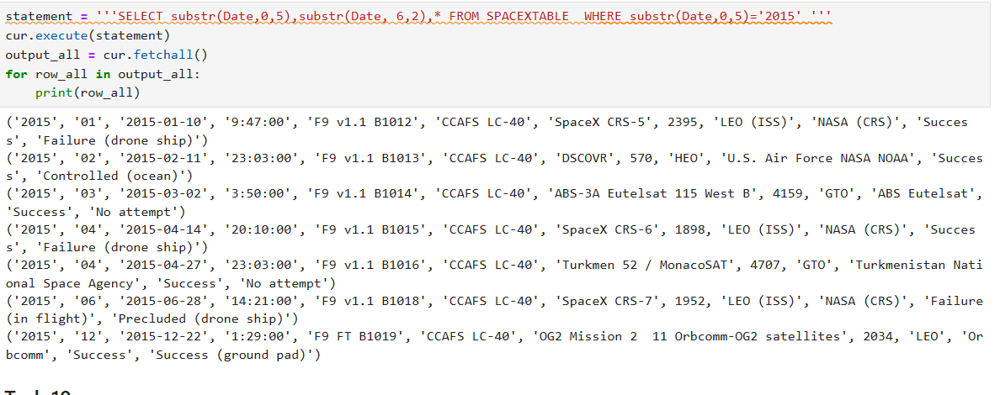 statement = '''SELECT substr(Date,0,5),substr(Date, 6,2),* FROM SPACEXTABLE  WHERE substr(Date,0,5)='2015' '''
cur.execute(statement)
output_all = cur.fetchall()
for row_all in output_all:
    print(row_all)
('2015', '01', '2015-01-10', '9:47:00', 'F9 v1.1 B1012', 'CCAFS LC-40', 'SpaceX CRS-5', 2395, 'LEO (ISS)', 'NASA (CRS)', 'Succes
s', 'Failure (drone ship)')
('2015', '02', '2015-02-11', '23:03:00', 'F9 v1.1 B1013', 'CCAFS LC-40', 'DSCOVR', 570, 'HEO', 'U.S. Air Force NASA NOAA', 'Succes
s', 'Controlled (ocean)')
('2015', '03', '2015-03-02', '3:50:00', 'F9 v1.1 B1014', 'CCAFS LC-40', 'ABS-3A Eutelsat 115 West B', 4159, 'GTO', 'ABS Eutelsat',
'Success', 'No attempt')
('2015', '04', '2015-04-14', '20:10:00', 'F9 v1.1 B1015', 'CCAFS LC-40', 'SpaceX CRS-6', 1898, 'LEO (ISS)', 'NASA (CRS)', 'Succes
s', 'Failure (drone ship)')
('2015', '04', '2015-04-27', '23:03:00', 'F9 v1.1 B1016', 'CCAFS LC-40', 'Turkmen 52 / MonacoSAT', 4707, 'GTO', 'Turkmenistan Nati
onal Space Agency', 'Success', 'No attempt')
('2015', '06', '2015-06-28', '14:21:00', 'F9 v1.1 B1018', 'CCAFS LC-40', 'SpaceX CRS-7', 1952, 'LEO (ISS)', 'NASA (CRS)', 'Failure
(in flight)', 'Precluded (drone ship)')
('2015', '12', '2015-12-22', '1:29:00', 'F9 FT B1019', 'CCAFS LC-40', 'OG2 Mission 2  11 Orbcomm-OG2 satellites', 2034, 'LEO', 'Or
bcomm', 'Success', 'Success (ground pad)')